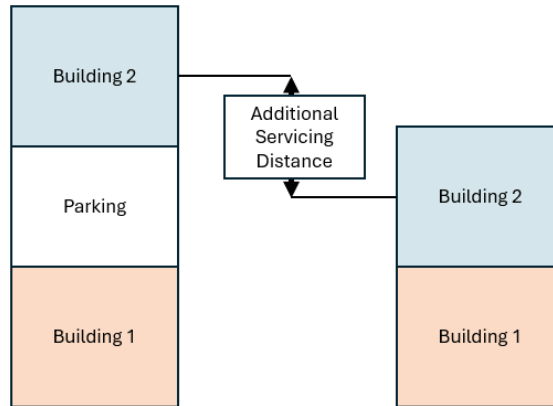 Building 2
Additional
Servicing
Distance
Parking
Building 2
Building 1
Building 1